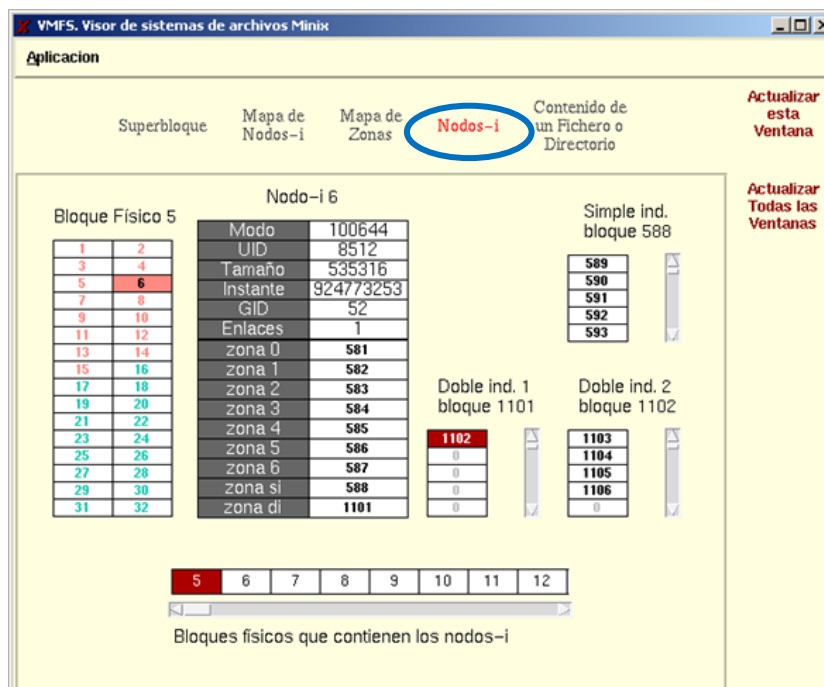 VMFS. Visor de sistemas de archivos Minix
Aplicacion
Superbloque
Mapa de
Nodos-i
Mapa de
Zonas
Nodos-i
Contenido de
un Fichero o
Directorio
Actualizar
esta
Ventana
Actualizar
Todas las
Ventanas
Bloque Físico 5
1 2
3 4
5 6
7 8
9 10
11 12
13 14
15 16
17 18
19 20
21 22
23 24
25 26
27 28
29 30
31 32
Nodo-i 6
Modo 100644
UID 8512
Tamaño 535316
Instante 924773253
GID 52
Enlaces 1
zona 0 581
zona 1 582
zona 2 583
zona 3 584
zona 4 585
zona 5 586
zona 6 587
zona si 588
zona di 1101
Simple ind.
bloque 588
589
590
591
592
593
Doble ind. 1
bloque 1101
1102
0
0
0
0
Doble ind. 2
bloque 1102
1103
1104
1105
1106
0
5 6 7 8 9 10 11 12
Bloques físicos que contienen los nodos-i